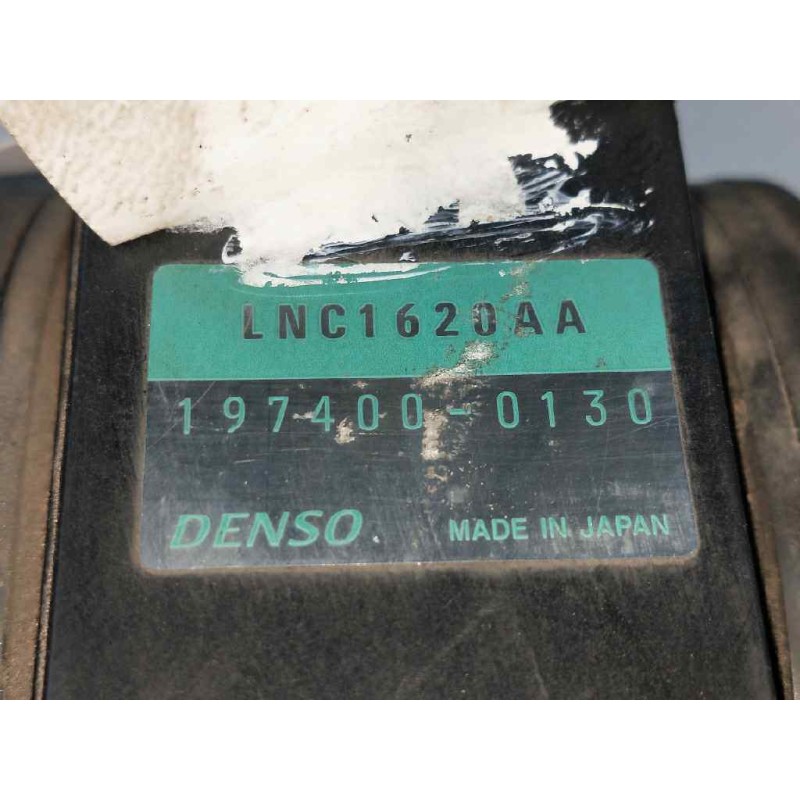 LNC1620AA
197400-0130
DENSO MADE IN JAPAN